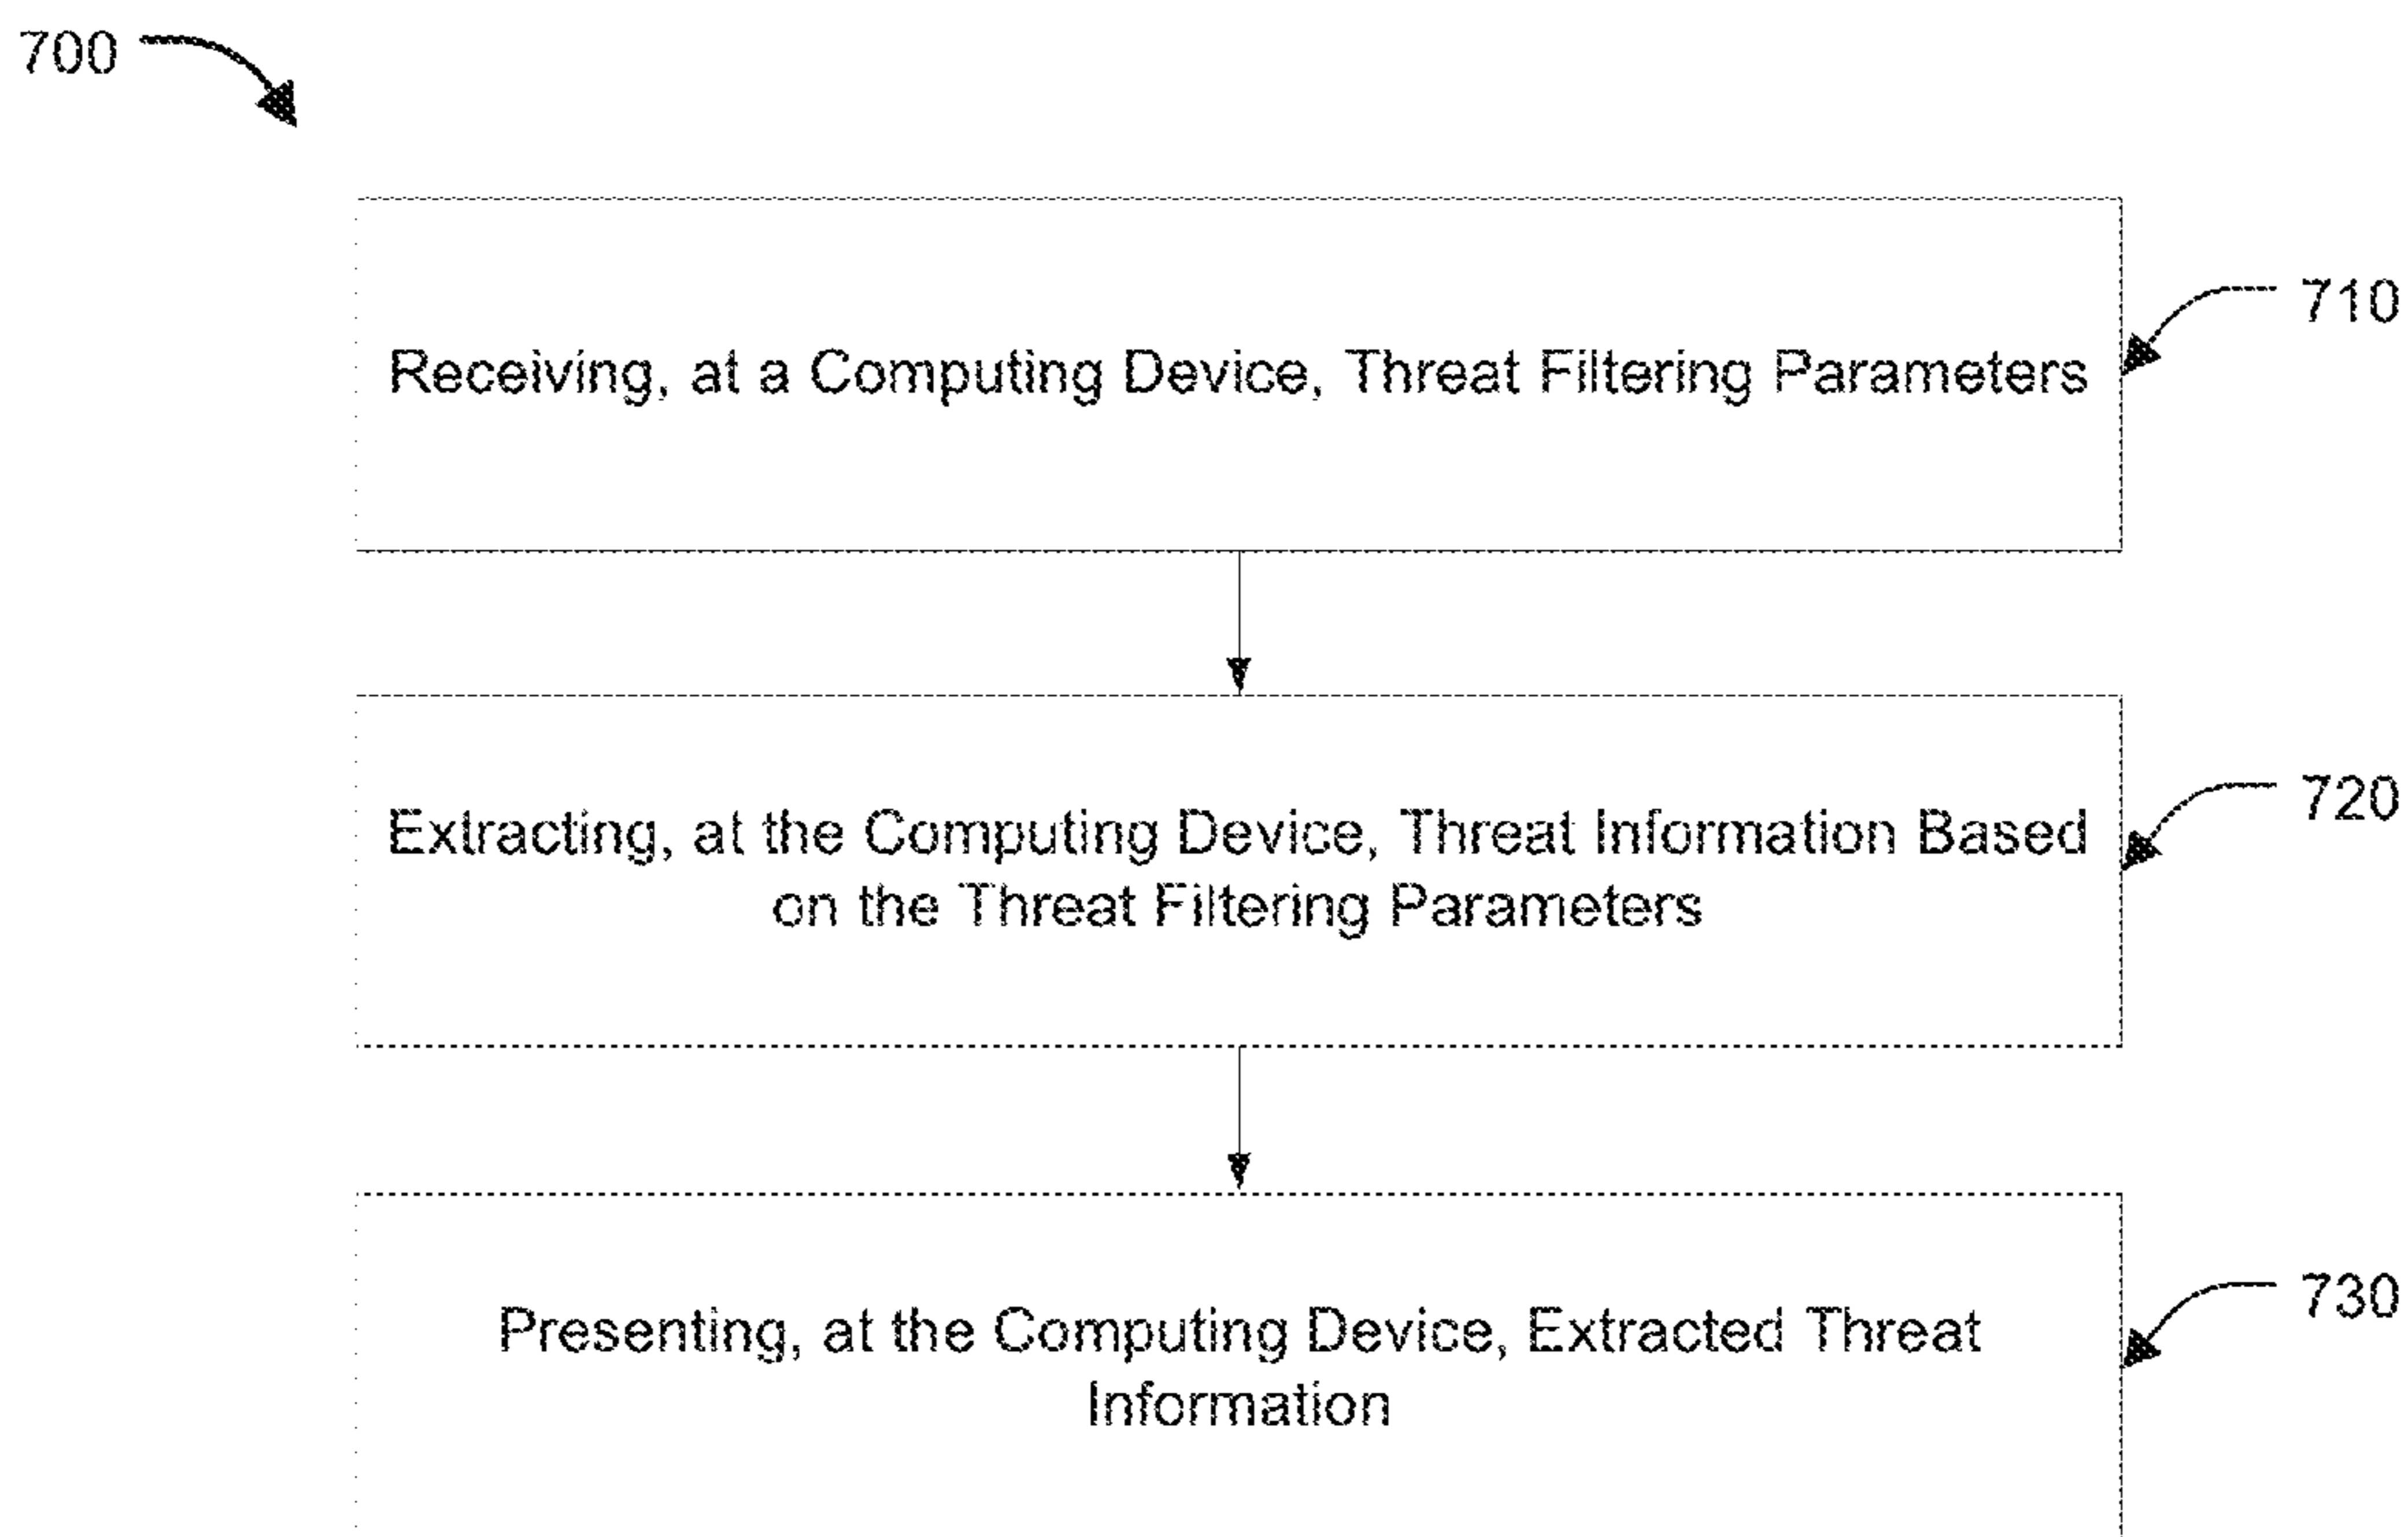 700
710
Receiving, at a Computing Device, Threat Filtering Parameters
720
Extracting, at the Computing Device, Threat Information Based
on the Threat Filtering Parameters
730
Presenting, at the Computing Device, Extracted Threat
Information